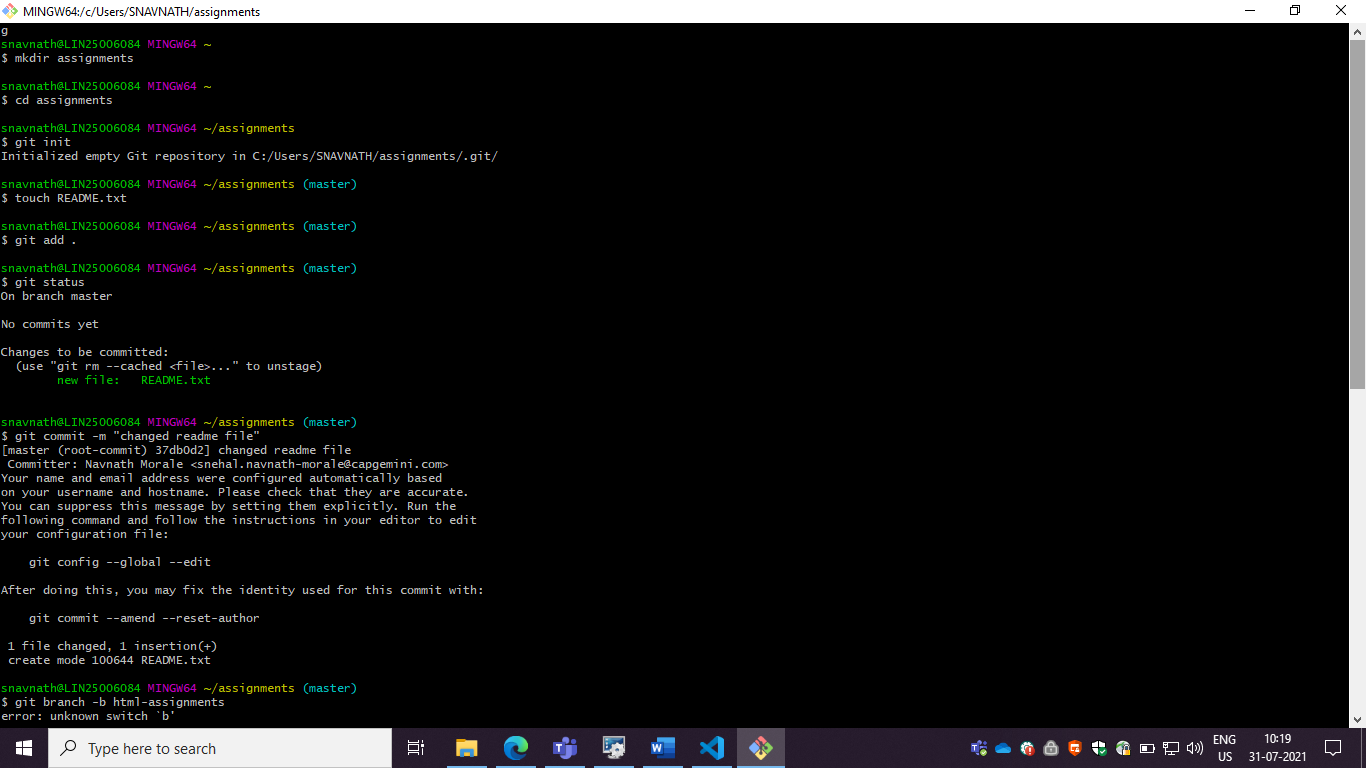 MINGW64:/c/Users/SNAVNATH/assignments
g
snavnath@LIN25006084 MINGW64 ~
$ mkdir assignments
snavnath@LIN25006084 MINGW64 ~
$ cd assignments
snavnath@LIN25006084 MINGW64 ~/assignments
$ git init
Initialized empty Git repository in C:/Users/SNAVNATH/assignments/.git/
snavnath@LIN25006084 MINGW64 ~/assignments (master)
$ touch README.txt
snavnath@LIN25006084 MINGW64 ~/assignments (master)
$ git add .
snavnath@LIN25006084 MINGW64 ~/assignments (master)
$ git status
On branch master
No commits yet
Changes to be committed:
  (use "git rm --cached <file>..." to unstage)
        new file:   README.txt
snavnath@LIN25006084 MINGW64 ~/assignments (master)
$ git commit -m "changed readme file"
[master (root-commit) 37db0d2] changed readme file
 Committer: Navnath Morale <snehal.navnath-morale@capgemini.com>
Your name and email address were configured automatically based
on your username and hostname. Please check that they are accurate.
You can suppress this message by setting them explicitly. Run the
following command and follow the instructions in your editor to edit
your configuration file:
    git config --global --edit
After doing this, you may fix the identity used for this commit with:
    git commit --amend --reset-author
 1 file changed, 1 insertion(+)
 create mode 100644 README.txt
snavnath@LIN25006084 MINGW64 ~/assignments (master)
$ git branch -b html-assignments
error: unknown switch `b'
Type here to search
ENG
US
10:19
31-07-2021